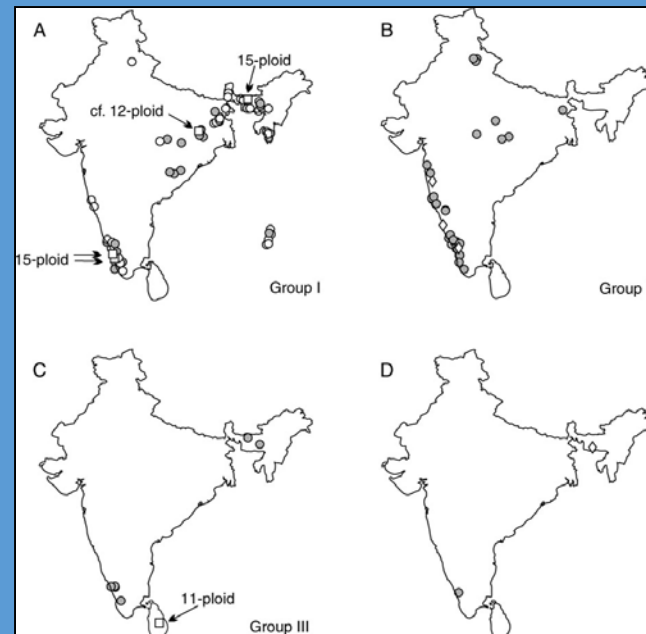 A
15-ploid
cf. 12-ploid
15-ploid
Group I
B
Group
C
11-ploid
Group III
D